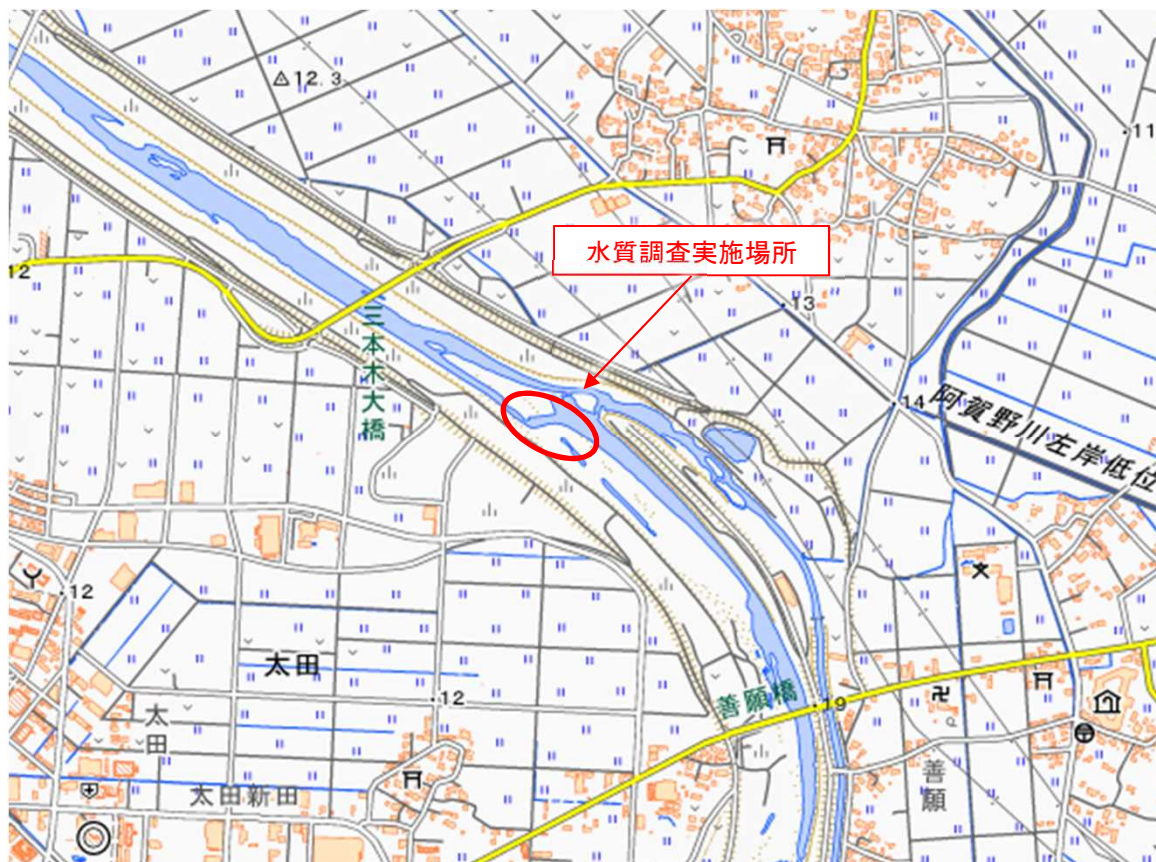 12.3
11
水質調査実施場所
12
13
三本木大橋
14
阿賀野川左岸低位
12
太田
12
善願橋
19
太田
善願
太田新田